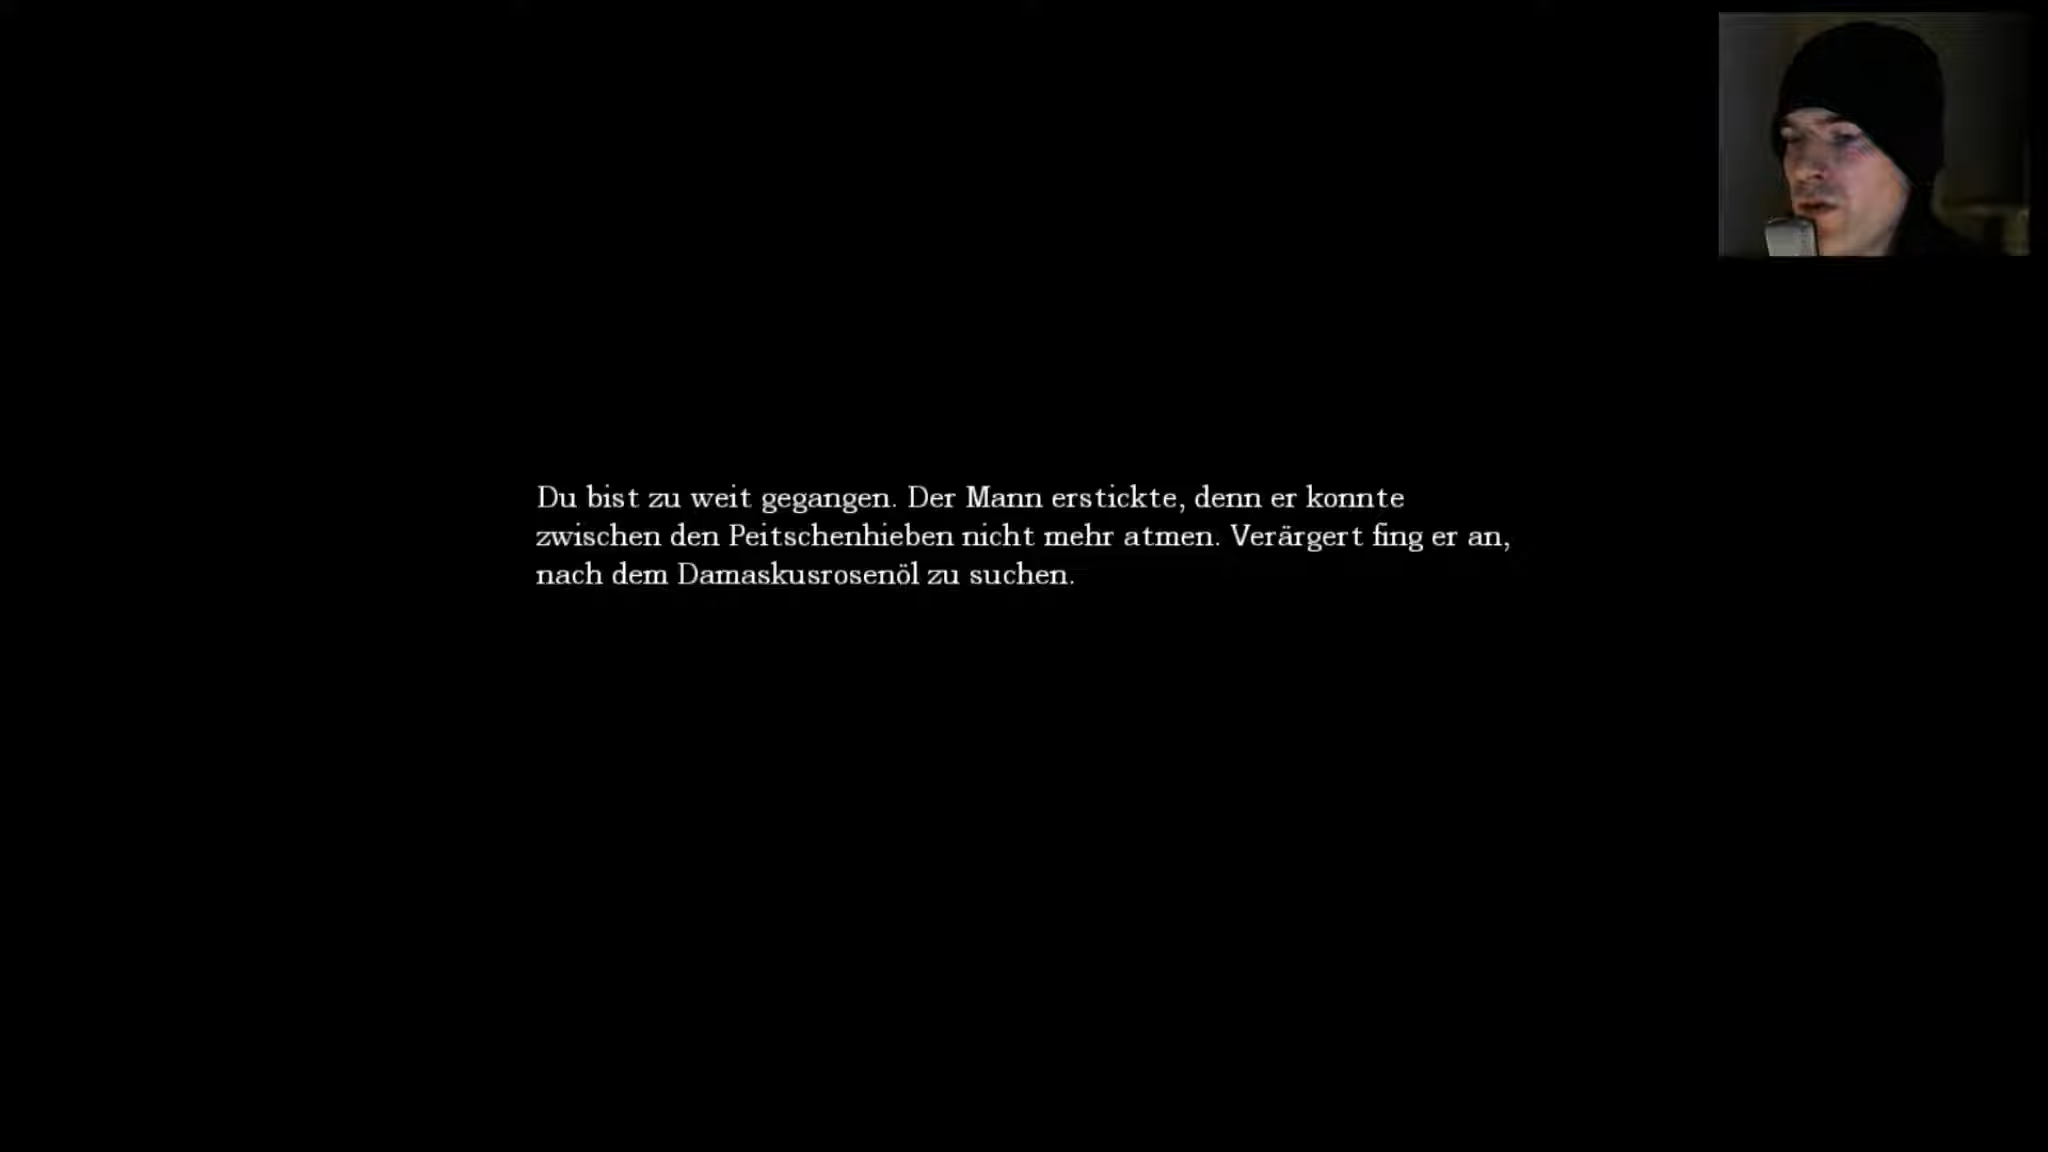 Du bist zu weit gegangen. Der Mann erstickte, denn er konnte
zwischen den Peitschenhieben nicht mehr atmen. Verärgert fing er an,
nach dem Damaskusrosenöl zu suchen.